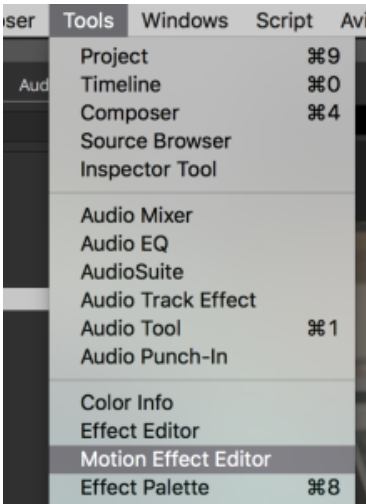 ser Tools Windows Script Avi
Aud
Project ⌘9
Timeline ⌘0
Composer ⌘4
Source Browser
Inspector Tool
Audio Mixer
Audio EQ
AudioSuite
Audio Track Effect
Audio Tool ⌘1
Audio Punch-In
Color Info
Effect Editor
Motion Effect Editor
Effect Palette ⌘8